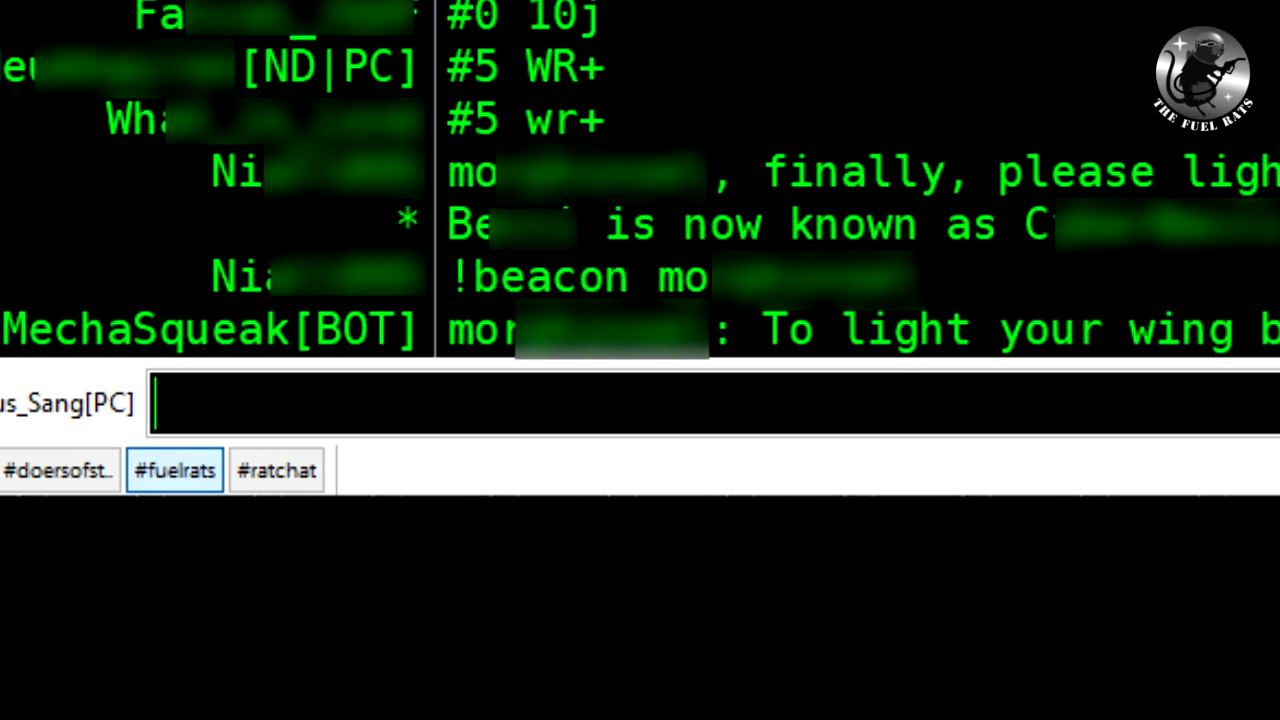 Fa #0 10j
[ND|PC] #5 WR+
Wh #5 wr+
Ni mo , finally, please ligh
* Be is now known as C
Ni !beacon mo
MechaSqueak[BOT] mor : To light your wing b
us_Sang[PC]
#doersofst.. #fuelrats #ratchat
THE FUEL RATS